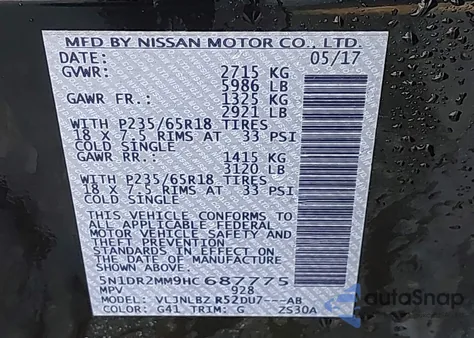 MFD BY NISSAN MOTOR CO., LTD.
DATE: 05/17
GVWR: 2715 KG
5986 LB
GAWR FR.: 1325 KG
2921 LB
WITH P235/65R18 TIRES
18 X 7.5 RIMS AT 33 PSI
COLD SINGLE
GAWR RR.: 1415 KG
3120 LB
WITH P235/65R18 TIRES
18 X 7.5 RIMS AT 33 PSI
COLD SINGLE
THIS VEHICLE CONFORMS TO
ALL APPLICABLE FEDERAL
MOTOR VEHICLE SAFETY AND
THEFT PREVENTION
STANDARDS IN EFFECT ON
THE DATE OF MANUFACTURE
SHOWN ABOVE.
5N1DR2MM9HC687775
MPV 928
MODEL: VLJNLBZ R52DU7---AB
COLOR: G41 TRIM: G ZS30A
AutoSnap